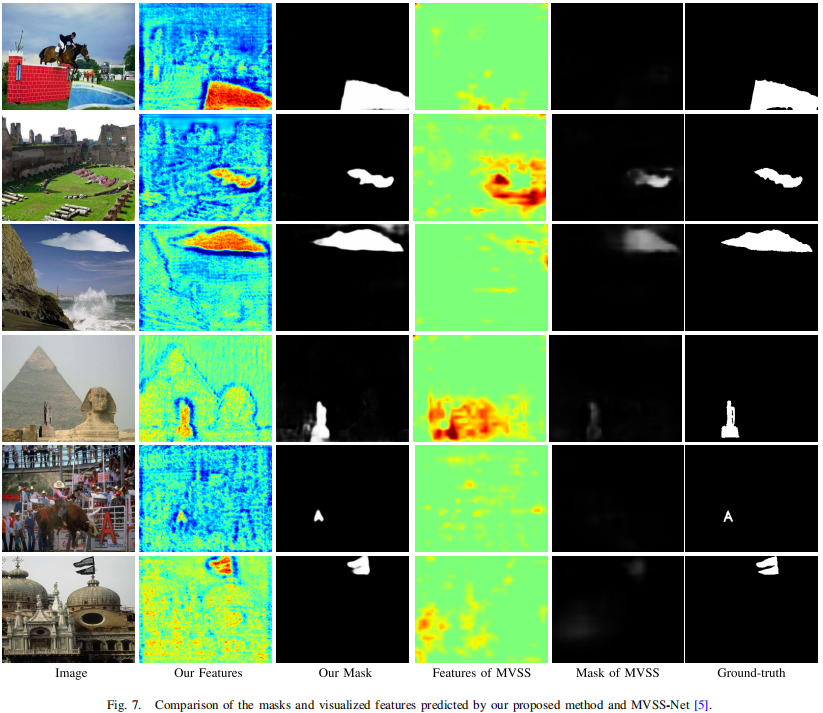 Image Our Features Our Mask Features of MVSS Mask of MVSS Ground-truth
Fig. 7. Comparison of the masks and visualized features predicted by our proposed method and MVSS-Net [5].